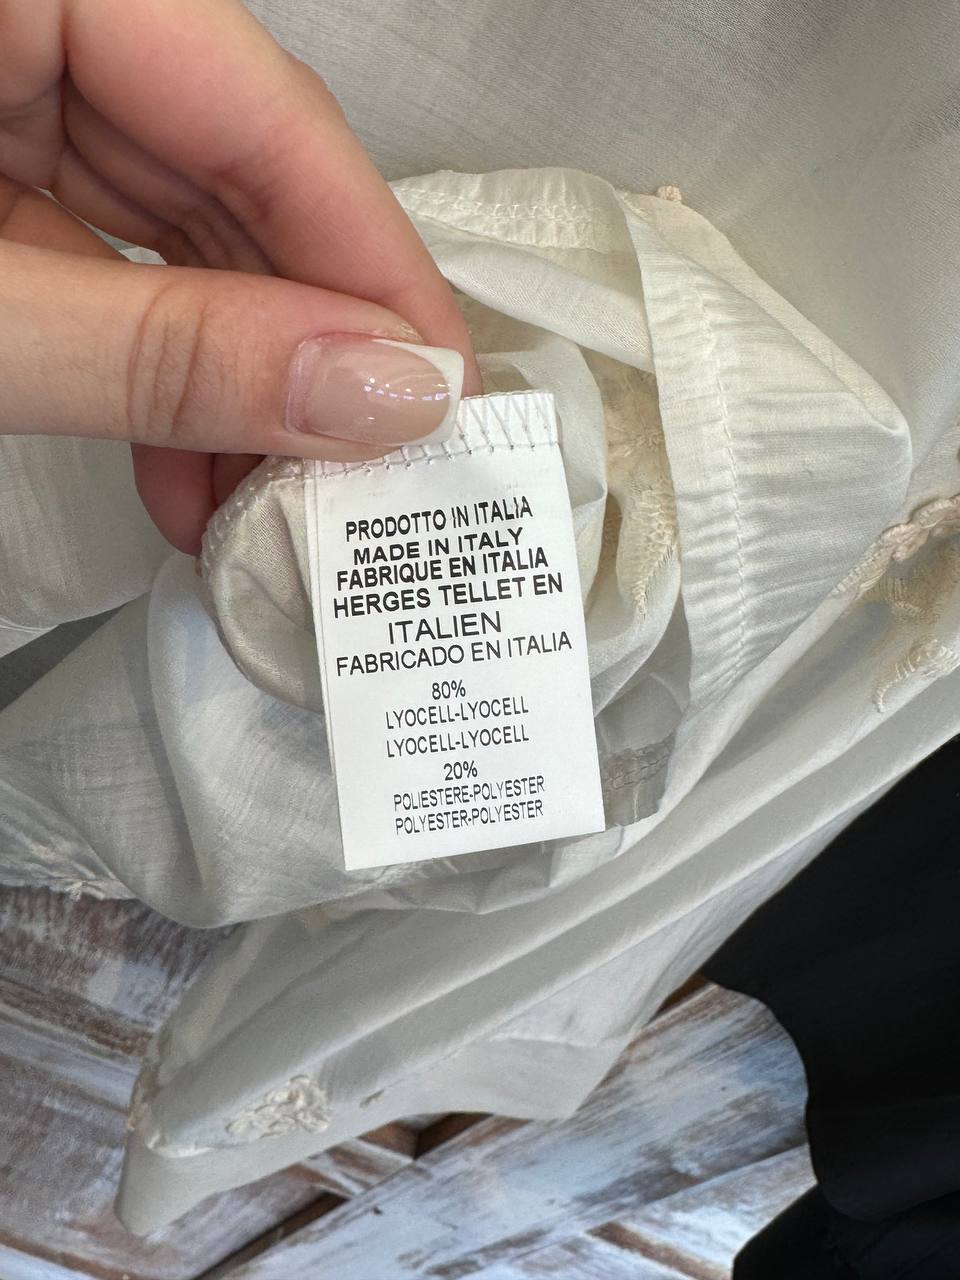 PRODOTTO IN ITALIA
MADE IN ITALY
FABRIQUE EN ITALIA
HERGES TELLET EN
ITALIEN
FABRICADO EN ITALIA
80%
LYOCELL-LYOCELL
LYOCELL-LYOCELL
20%
POLIESTERE-POLYESTER
POLYESTER-POLYESTER